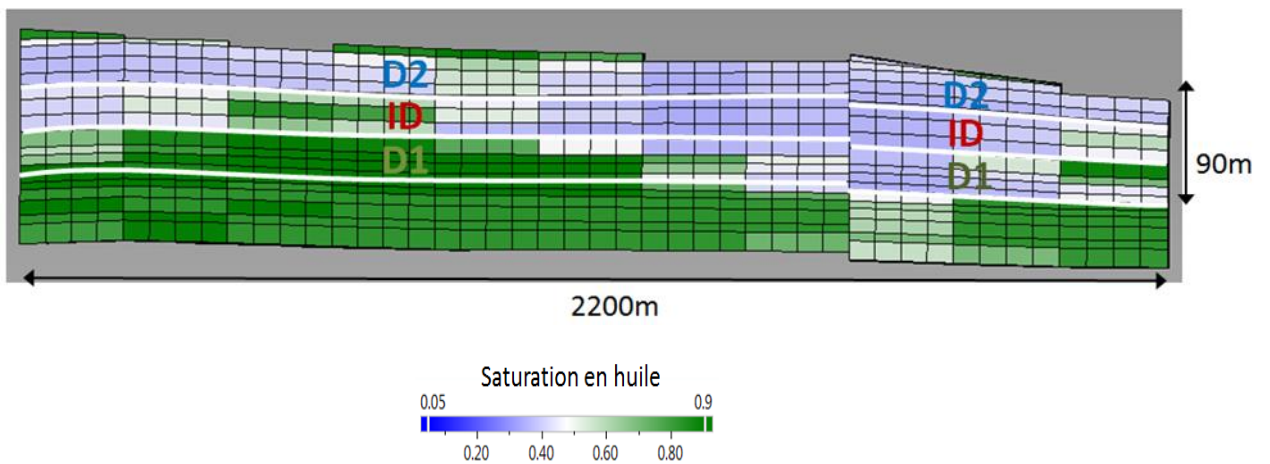 D2
D2
ID
ID
D1
D1
90m
2200m
Saturation en huile
0.05 0.9
0.20 0.40 0.60 0.80